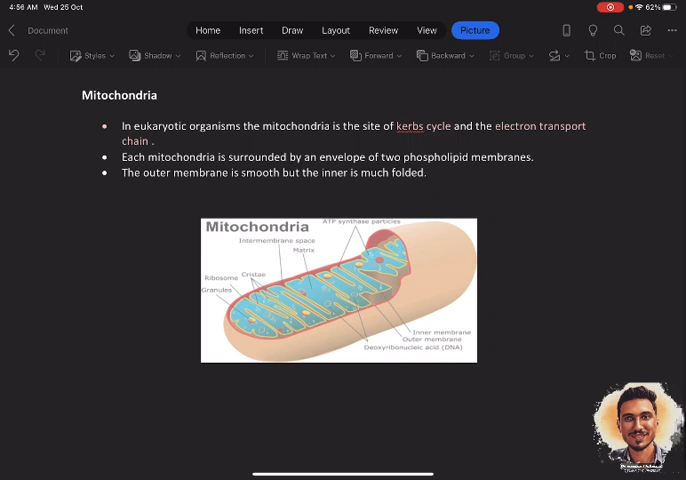 4:56 AM Wed 25 Oct
62%
Document
Home Insert Draw Layout Review View Picture
Styles Shadow Reflection Wrap Text Forward Backward Group Crop Reset
Mitochondria
In eukaryotic organisms the mitochondria is the site of kerbs cycle and the electron transport
chain .
Each mitochondria is surrounded by an envelope of two phospholipid membranes.
The outer membrane is smooth but the inner is much folded.
Mitochondria
ATP synthase particles
Intermembrane space
Matrix
Ribosome
Cristae
Granules
Inner membrane
Outer membrane
Deoxyribonucleic acid (DNA)